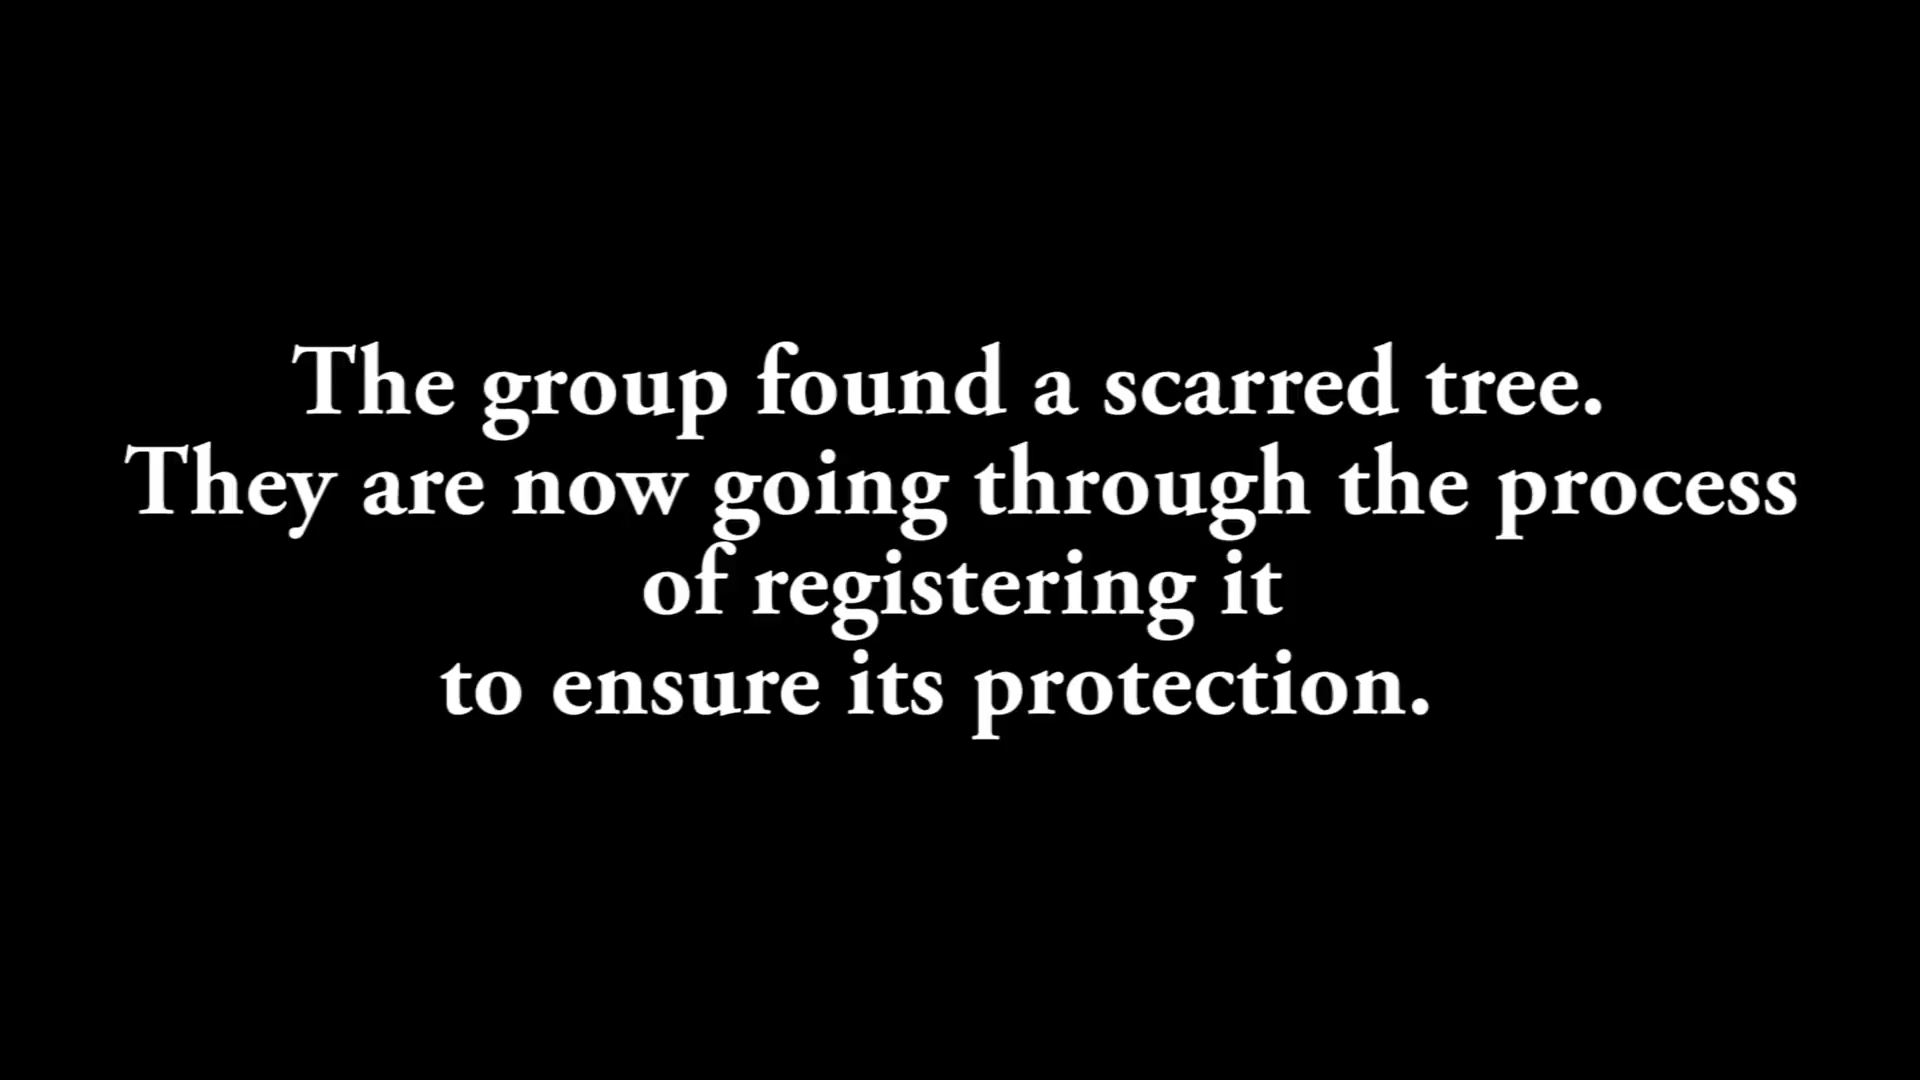 The group found a scarred tree.
They are now going through the process
of registering it
to ensure its protection.